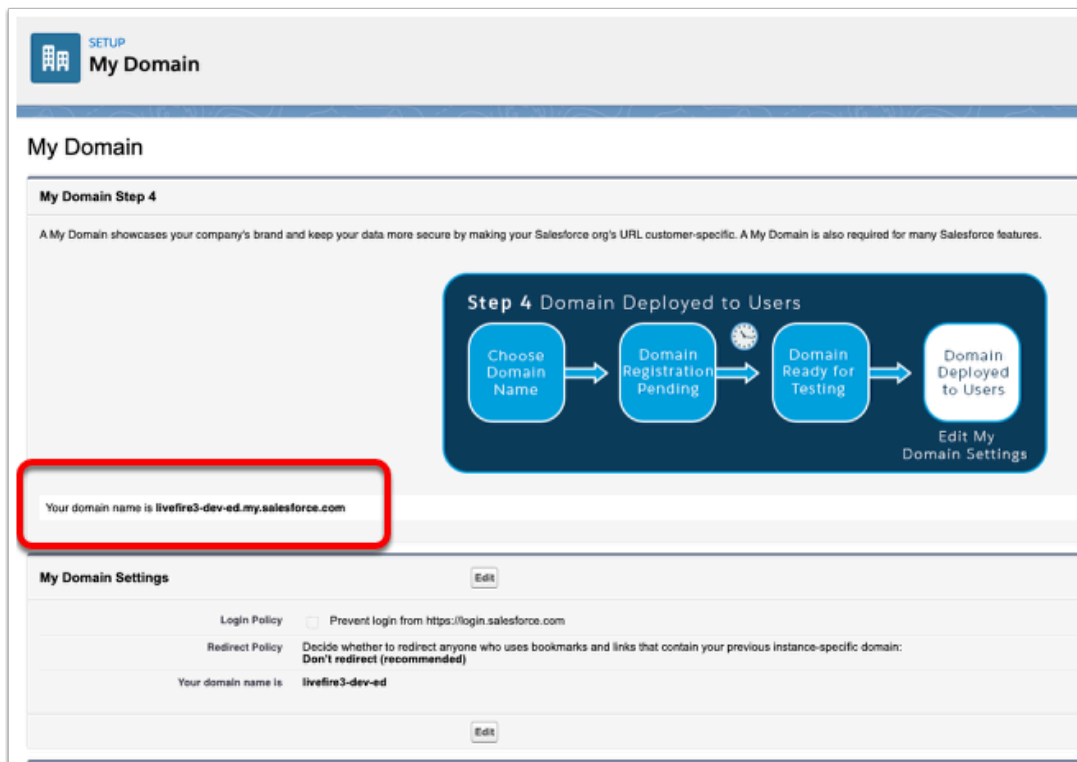 SETUP
My Domain
My Domain
My Domain Step 4
A My Domain showcases your company's brand and keep your data more secure by making your Salesforce org's URL customer-specific. A My Domain is also required for many Salesforce features.
Step 4 Domain Deployed to Users
Choose
Domain
Name
Domain
Registration
Pending
Domain
Ready for
Testing
Domain
Deployed
to Users
Edit My
Domain Settings
Your domain name is livefire3-dev-ed.my.salesforce.com
My Domain Settings
Edit
Login Policy
Prevent login from https://login.salesforce.com
Redirect Policy
Decide whether to redirect anyone who uses bookmarks and links that contain your previous instance-specific domain:
Don't redirect (recommended)
Your domain name is
livefire3-dev-ed
Edit